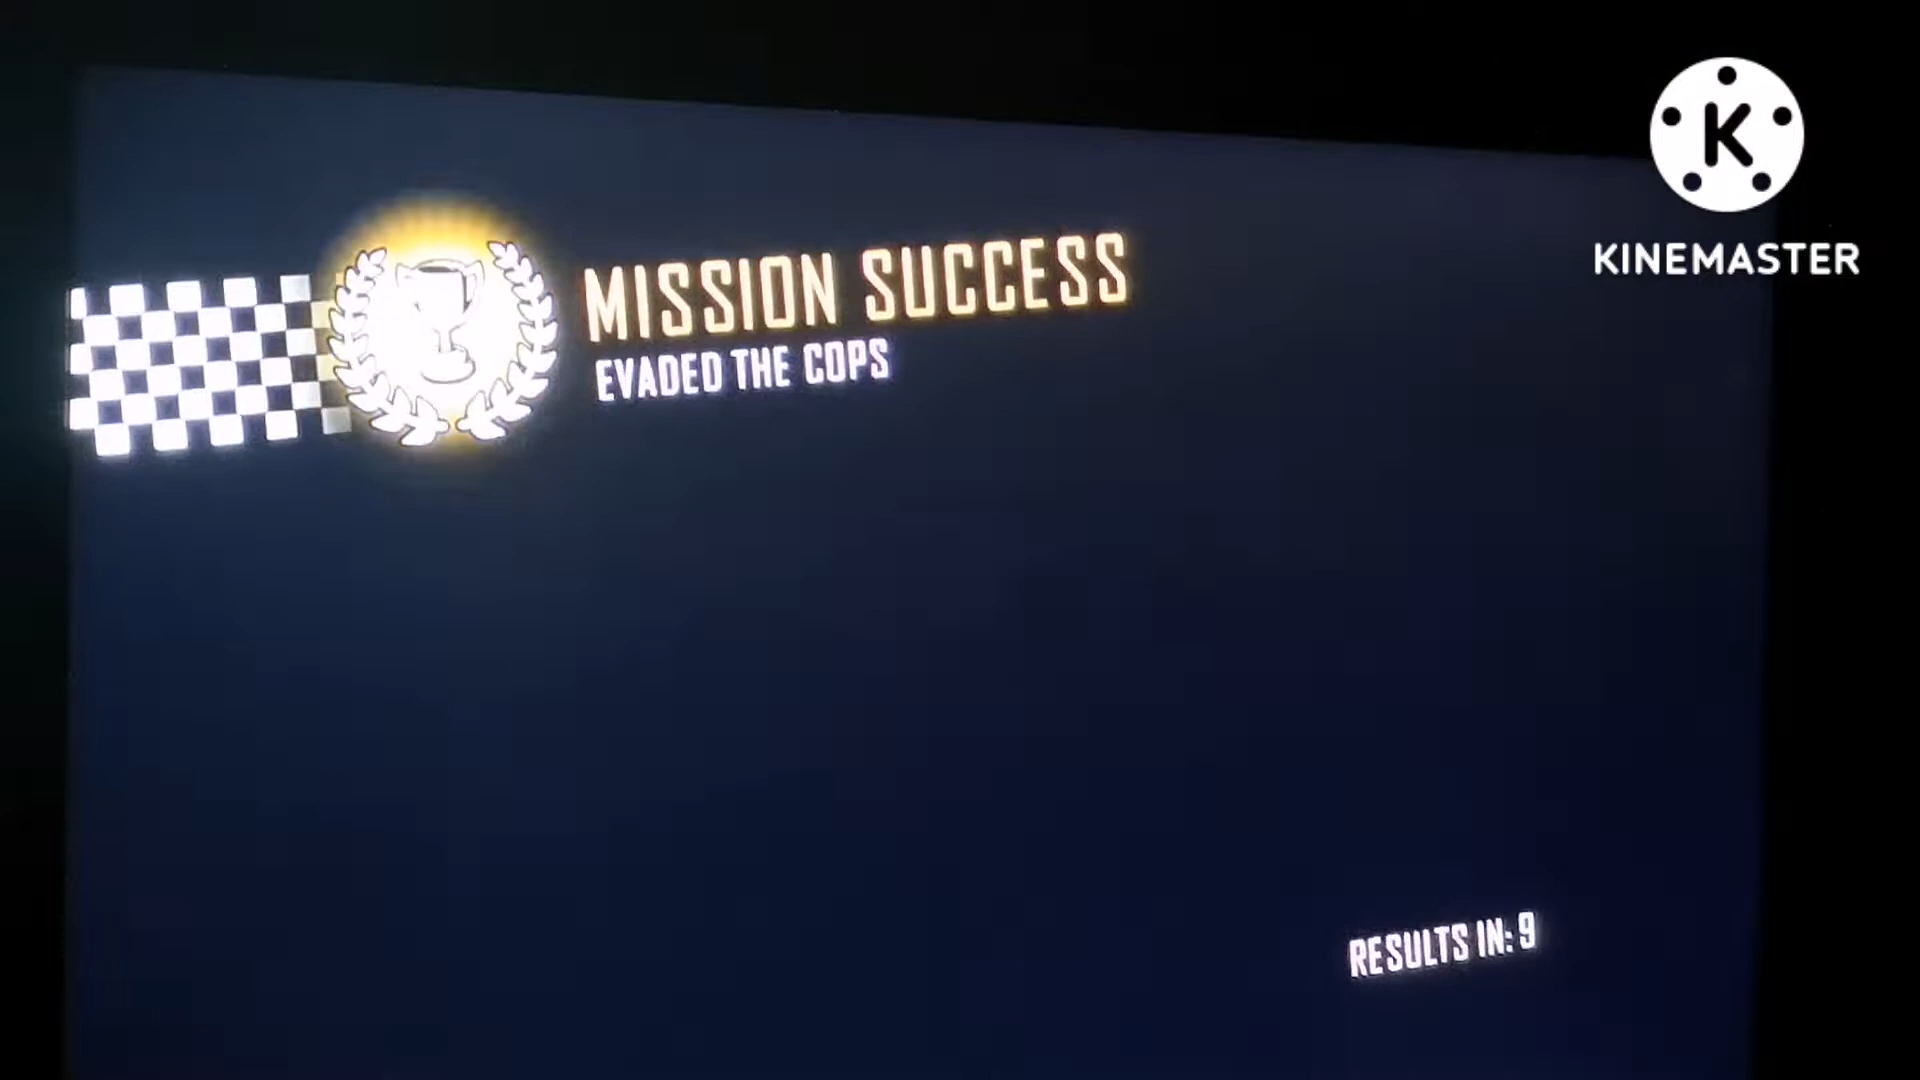 MISSION SUCCESS
EVADED THE COPS
K
KINEMASTER
RESULTS IN: 9